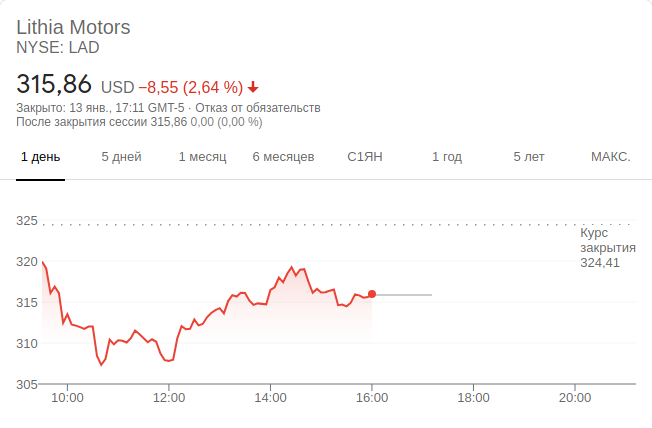 Lithia Motors
NYSE: LAD
315,86 USD −8,55 (2,64 %)
Закрыто: 13 янв., 17:11 GMT-5 · Отказ от обязательств
После закрытия сессии 315,86 0,00 (0,00 %)
1 день 5 дней 1 месяц 6 месяцев С1ЯН 1 год 5 лет МАКС.
325
Курс
закрытия
324,41
320
315
310
305
10:00 12:00 14:00 16:00 18:00 20:00